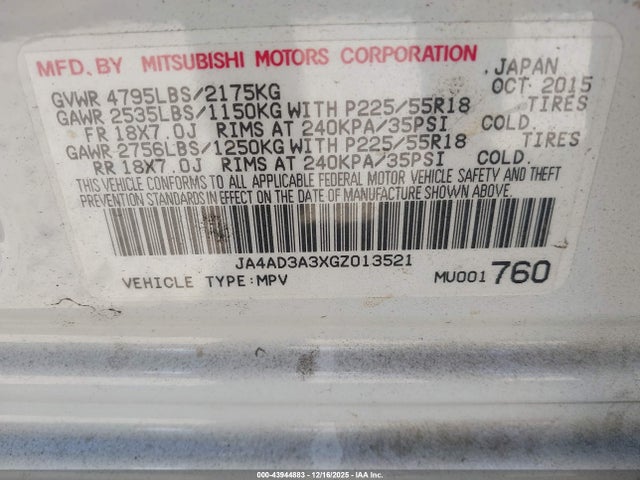 MFD. BY MITSUBISHI MOTORS CORPORATION . JAPAN
GVWR 4795LBS/2175KG OCT. 2015
GAWR 2535LBS/1150KG WITH P225/55R18 TIRES
FR 18X7.0J RIMS AT 240KPA/35PSI COLD.
GAWR 2756LBS/1250KG WITH P225/55R18 TIRES
RR 18X7.0J RIMS AT 240KPA/35PSI COLD.
THIS VEHICLE CONFORMS TO ALL APPLICABLE FEDERAL MOTOR VEHICLE SAFETY AND THEFT
PREVENTION STANDARDS IN EFFECT ON THE DATE OF MANUFACTURE SHOWN ABOVE.
JA4AD3A3XGZ013521
VEHICLE TYPE:MPV MU001760
000-43944883 - 12/16/2025 - IAA Inc.